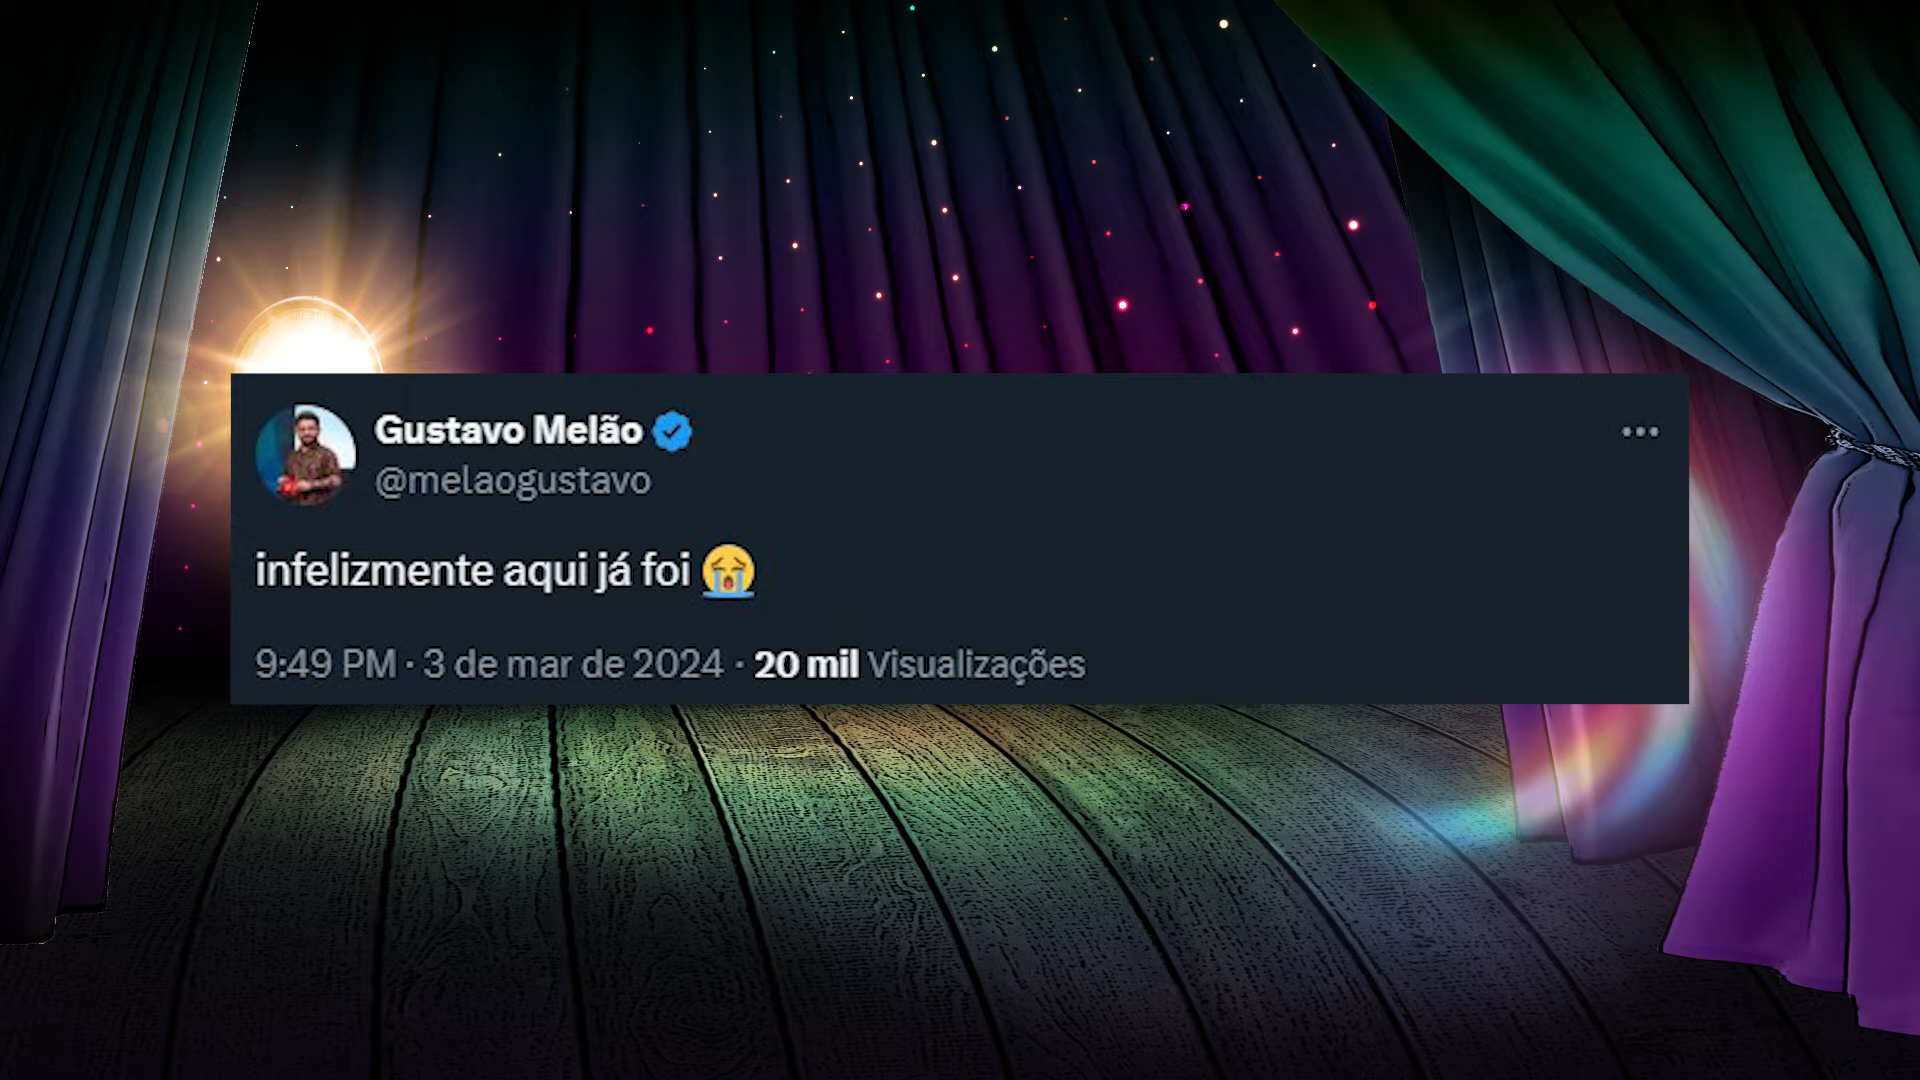 Gustavo Melão
@melaogustavo
infelizmente aqui já foi 😭
9:49 PM · 3 de mar de 2024 · 20 mil Visualizações